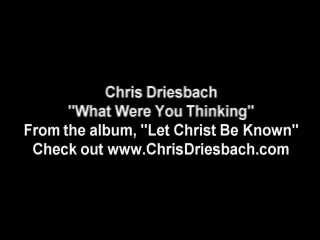 Chris Driesbach
"What Were You Thinking"
From the album, "Let Christ Be Known"
Check out www.ChrisDriesbach.com